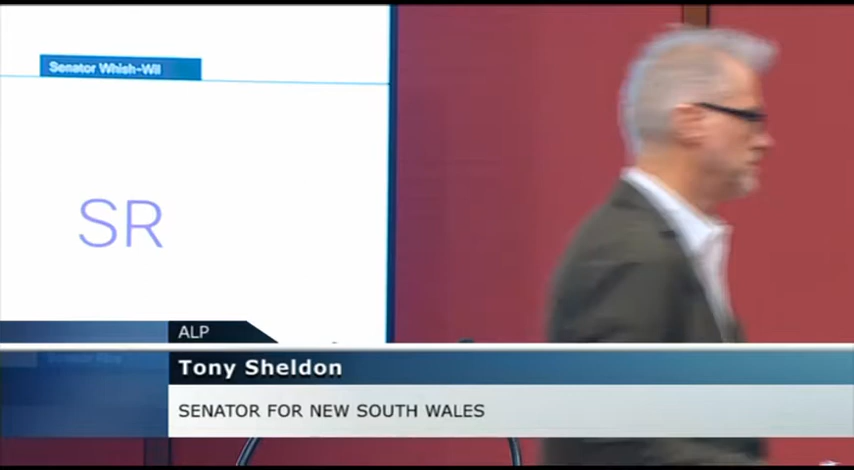 Senator Whish-Wil
SR
ALP
Tony Sheldon
SENATOR FOR NEW SOUTH WALES